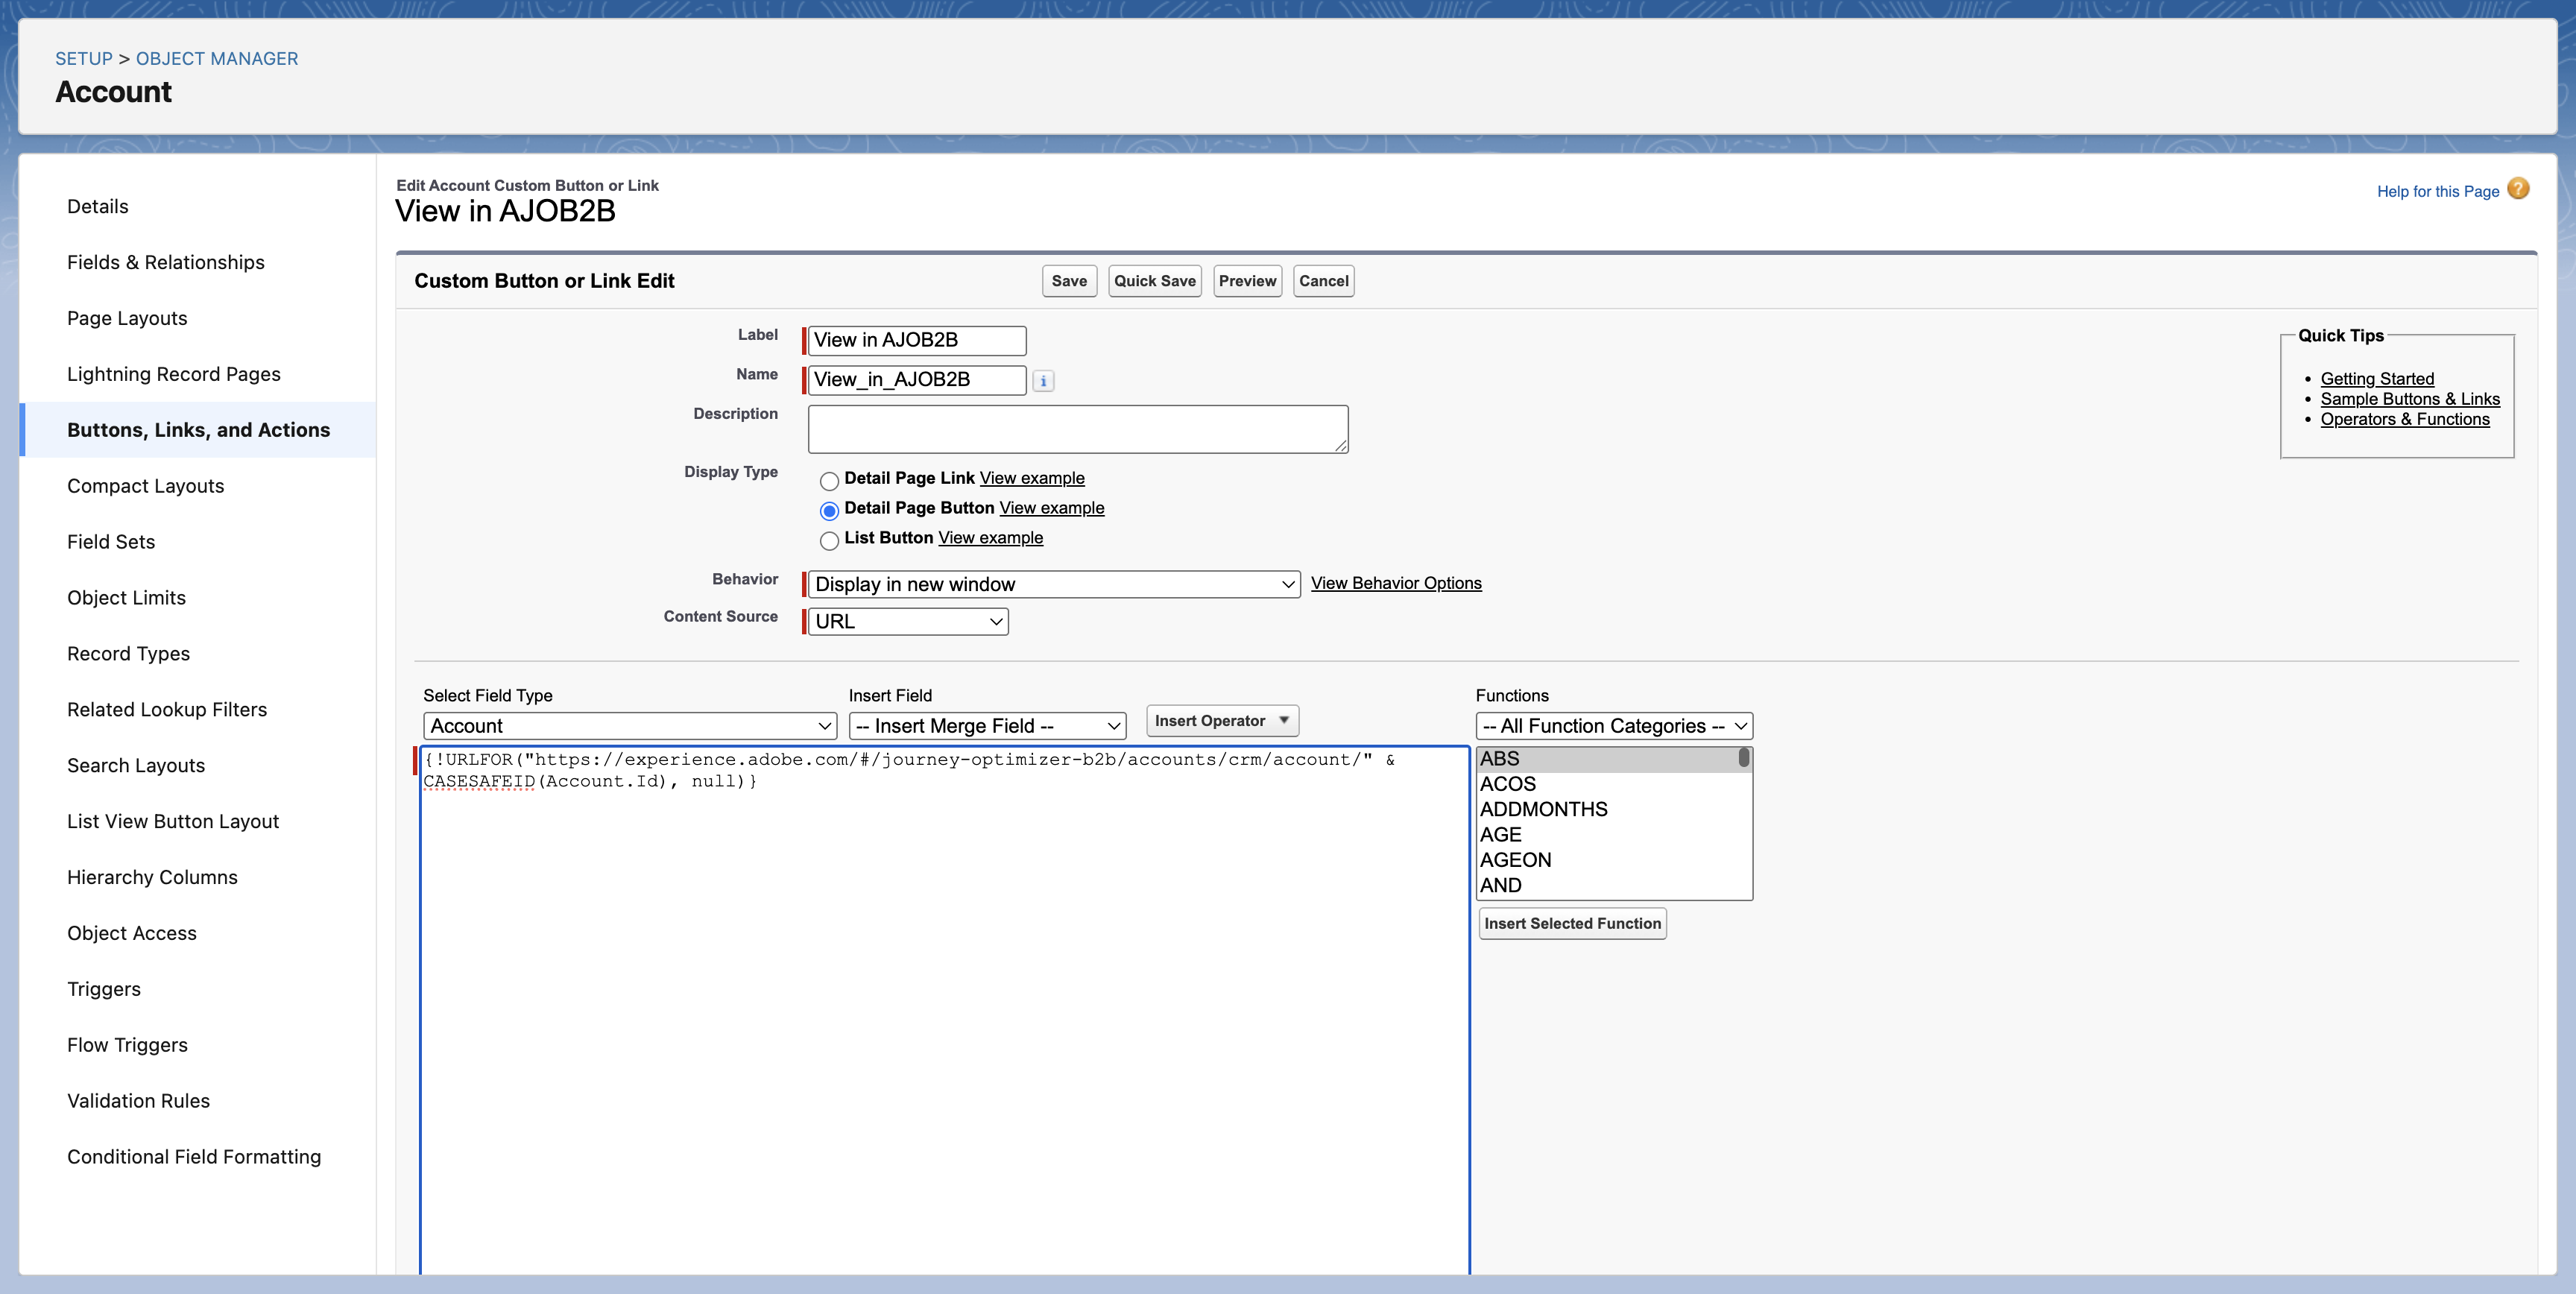 SETUP > OBJECT MANAGER
Account
Details
Fields & Relationships
Page Layouts
Lightning Record Pages
Buttons, Links, and Actions
Compact Layouts
Field Sets
Object Limits
Record Types
Related Lookup Filters
Search Layouts
List View Button Layout
Hierarchy Columns
Object Access
Triggers
Flow Triggers
Validation Rules
Conditional Field Formatting
Edit Account Custom Button or Link
View in AJOB2B
Help for this Page ?
Custom Button or Link Edit
Save Quick Save Preview Cancel
Label View in AJOB2B
Name View_in_AJOB2B i
Description
Display Type
Detail Page Link View example
Detail Page Button View example
List Button View example
Behavior Display in new window View Behavior Options
Content Source URL
Quick Tips
• Getting Started
• Sample Buttons & Links
• Operators & Functions
Select Field Type Insert Field Functions
Account -- Insert Merge Field -- Insert Operator -- All Function Categories --
{!URLFOR("https://experience.adobe.com/#/journey-optimizer-b2b/accounts/crm/account/" &
CASESAFEID(Account.Id), null)}
ABS
ACOS
ADDMONTHS
AGE
AGEON
AND
Insert Selected Function